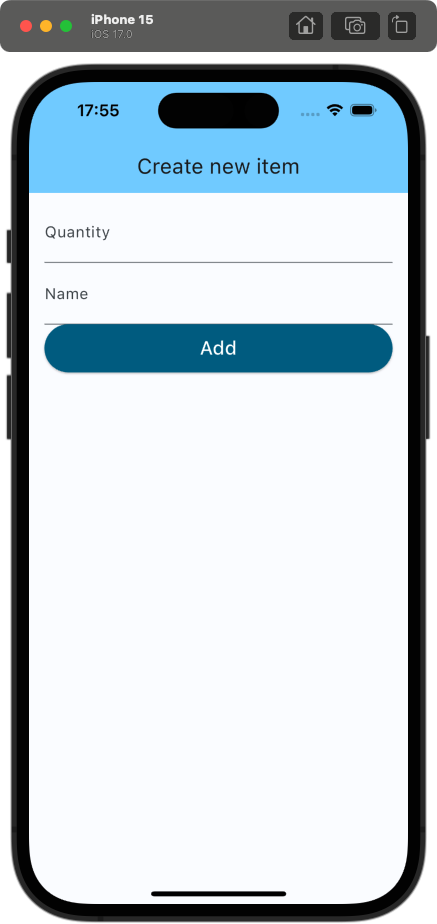 iPhone 15
iOS 17.0
17:55
Create new item
Quantity
Name
Add